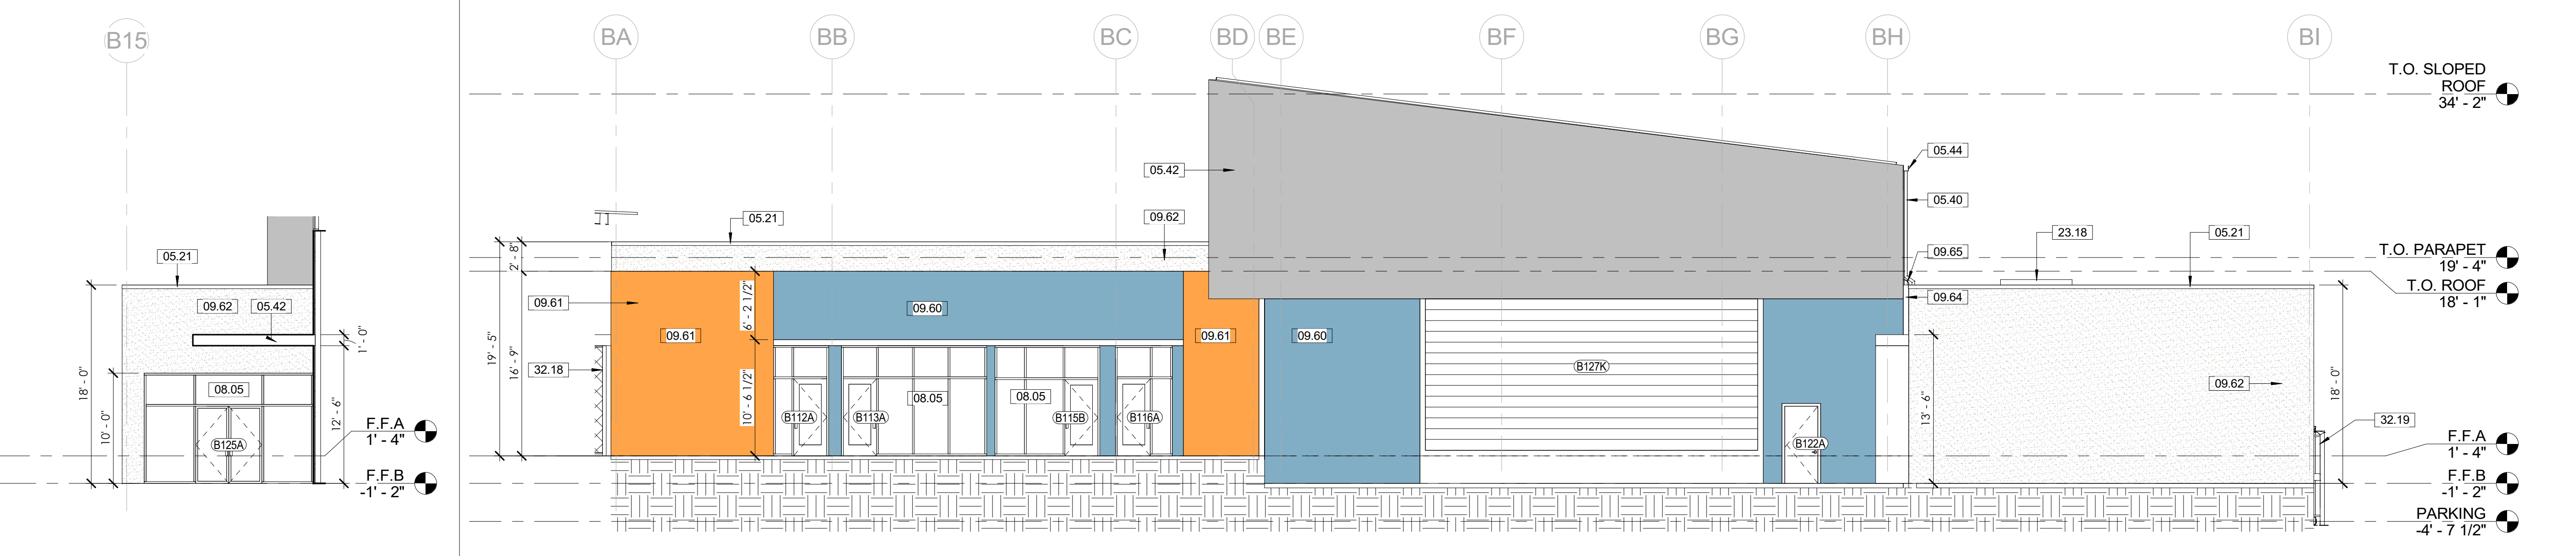 B15
05.21
09.62
05.42
08.05
B125A
18' - 0"
10' - 0"
1' - 0"
12' - 6"
F.F.A
1' - 4"
F.F.B
-1' - 2"
BA
BB
BC
BD
BE
BF
BG
BH
BI
T.O. SLOPED
ROOF
34' - 2"
05.42
05.44
05.40
05.21
09.62
23.18
05.21
09.65
T.O. PARAPET
19' - 4"
T.O. ROOF
18' - 1"
2' - 8"
19' - 5"
16' - 9"
6' - 2 1/2"
10' - 6 1/2"
09.61
09.61
09.60
09.61
09.60
09.64
32.18
B127K
08.05
08.05
B112A
B113A
B115B
B116A
B122A
13' - 6"
09.62
18' - 0"
32.19
F.F.A
1' - 4"
F.F.B
-1' - 2"
PARKING
-4' - 7 1/2"